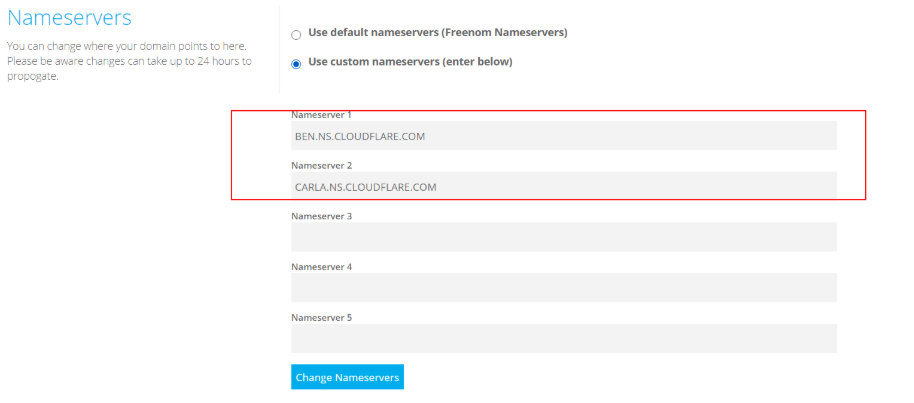 Nameservers
You can change where your domain points to here.
Please be aware changes can take up to 24 hours to
propogate.
Use default nameservers (Freenom Nameservers)
Use custom nameservers (enter below)
Nameserver 1
BEN.NS.CLOUDFLARE.COM
Nameserver 2
CARLA.NS.CLOUDFLARE.COM
Nameserver 3
Nameserver 4
Nameserver 5
Change Nameservers